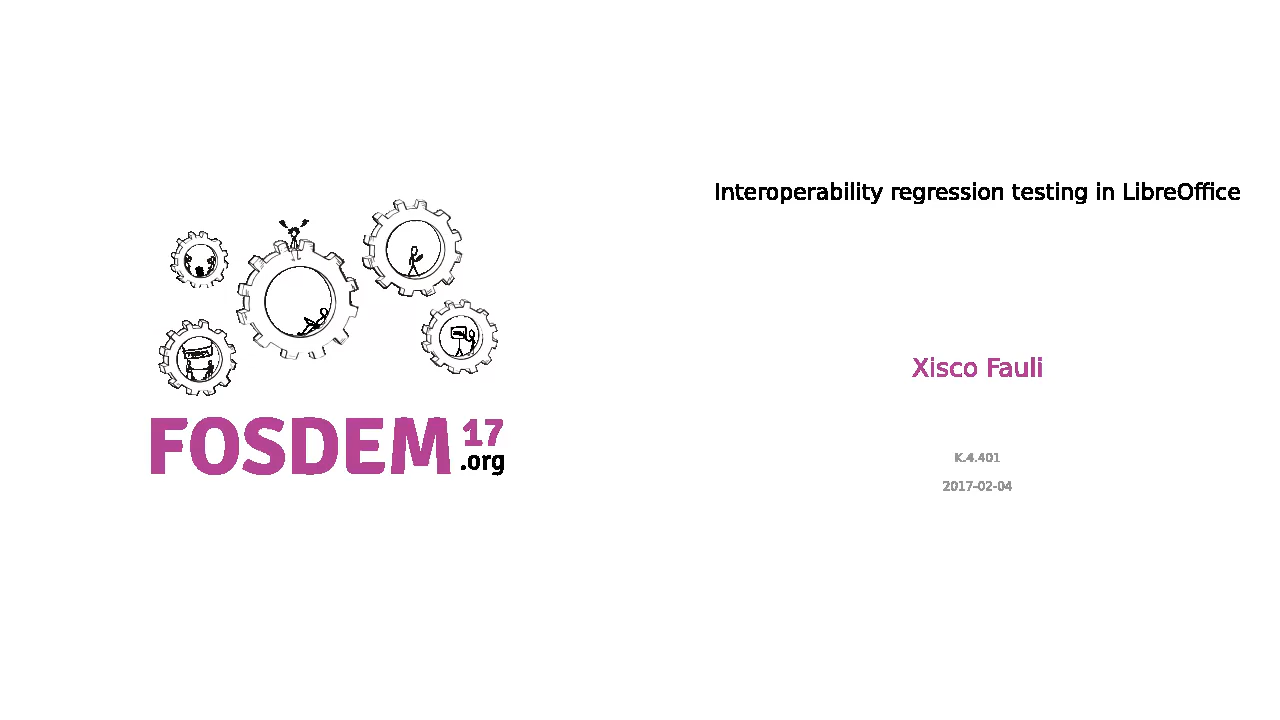 FOSDEM 17
.org
Interoperability regression testing in LibreOffice
Xisco Fauli
K.4.401
2017-02-04